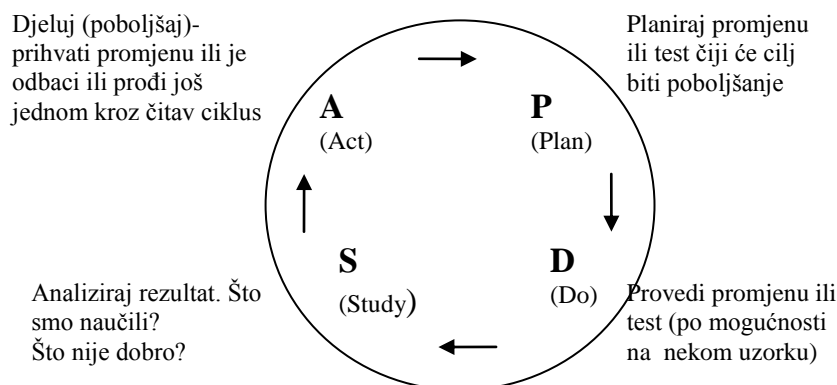 Djeluj (poboljšaj)-
prihvati promjenu ili je
odbaci ili prođi još
jednom kroz čitav ciklus
Planiraj promjenu
ili test čiji će cilj
biti poboljšanje
A
(Act)
P
(Plan)
S
(Study)
D
(Do)
Analiziraj rezultat. Što
smo naučili?
Što nije dobro?
Provedi promjenu ili
test (po mogućnosti
na nekom uzorku)